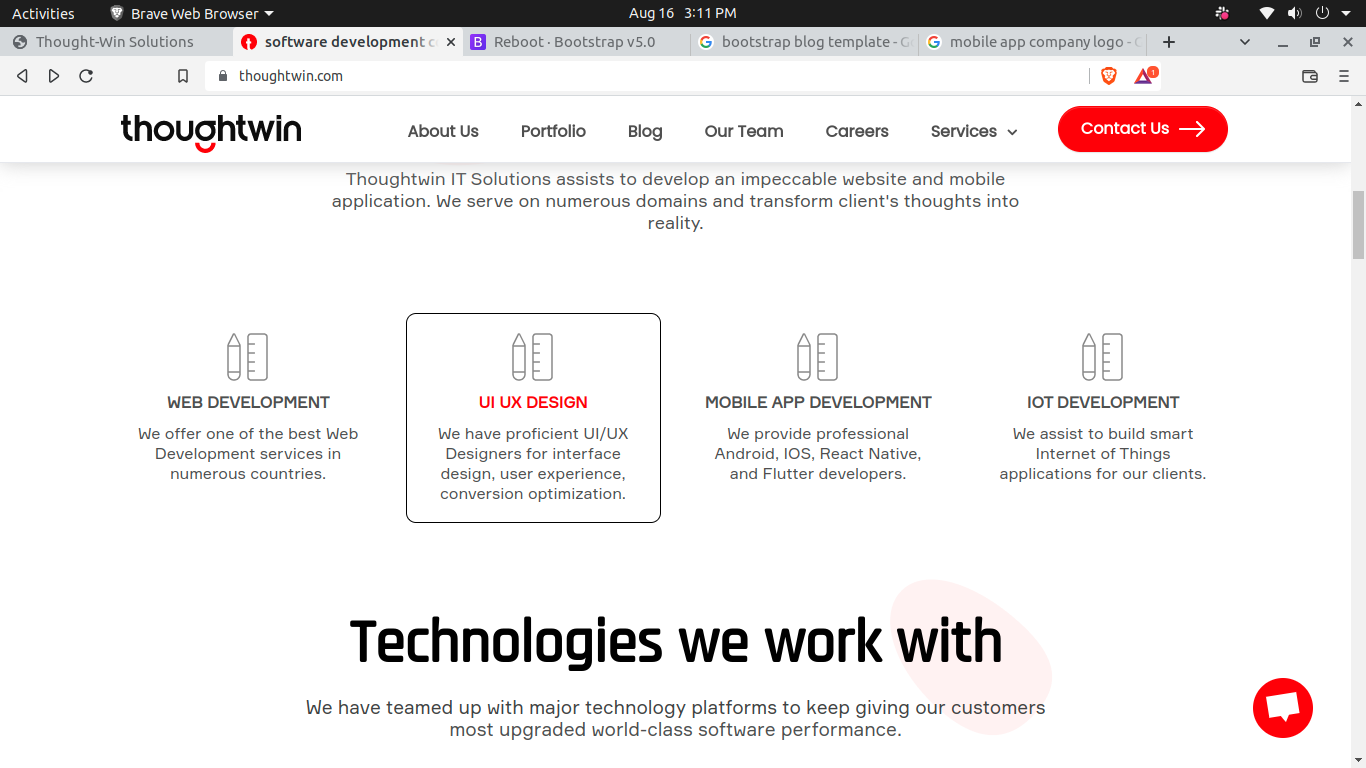 Activities Brave Web Browser Aug 16 3:11 PM
Thought-Win Solutions software development c Reboot · Bootstrap v5.0 bootstrap blog template - G mobile app company logo -
thoughtwin.com 1
thoughtwin About Us Portfolio Blog Our Team Careers Services Contact Us
Thoughtwin IT Solutions assists to develop an impeccable website and mobile
application. We serve on numerous domains and transform client's thoughts into
reality.
WEB DEVELOPMENT
We offer one of the best Web
Development services in
numerous countries.
UI UX DESIGN
We have proficient UI/UX
Designers for interface
design, user experience,
conversion optimization.
MOBILE APP DEVELOPMENT
We provide professional
Android, IOS, React Native,
and Flutter developers.
IOT DEVELOPMENT
We assist to build smart
Internet of Things
applications for our clients.
Technologies we work with
We have teamed up with major technology platforms to keep giving our customers
most upgraded world-class software performance.